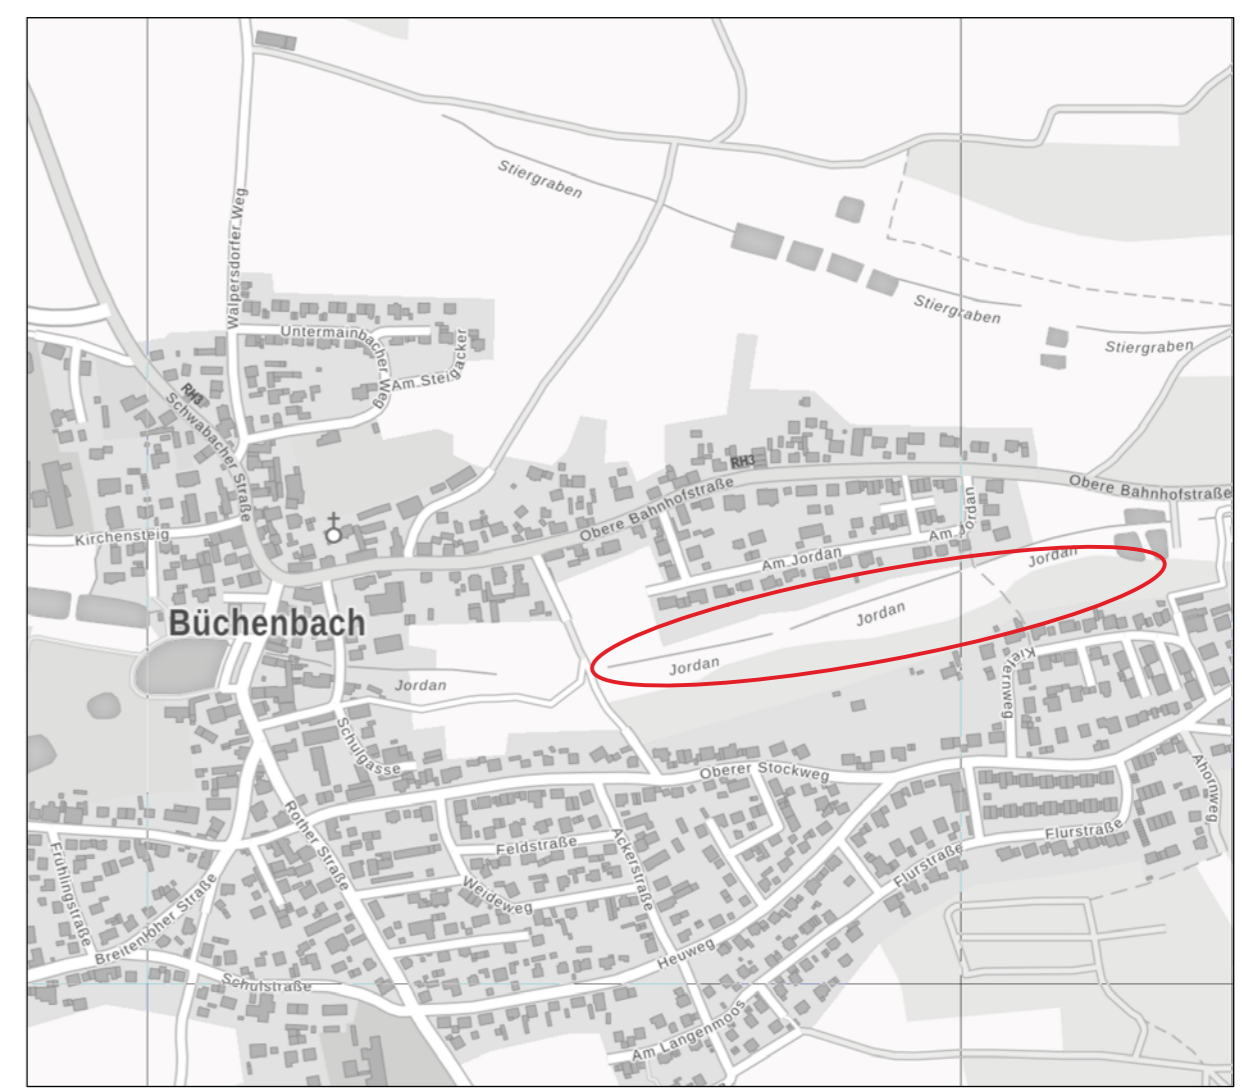 Stiergraben
Walpersdorfer Weg
Stiergraben
Untermainbacher Weg
Am Steigacker
Stiergraben
RH3
Schwabacher Straße
RH3
Obere Bahnhofstraße
Obere Bahnhofstraße
Kirchensteig
Am Jordan
Am Jordan
Jordan
Büchenbach
Jordan
Jordan
Jordan
Kiefernweg
Schulgasse
Oberer Stockweg
Ahornweg
Rother Straße
Flurstraße
Feldstraße
Ackerstraße
Frühlingstraße
Flurstraße
Weideweg
Breitenloher Straße
Heuweg
Schulstraße
Am Langenmoos